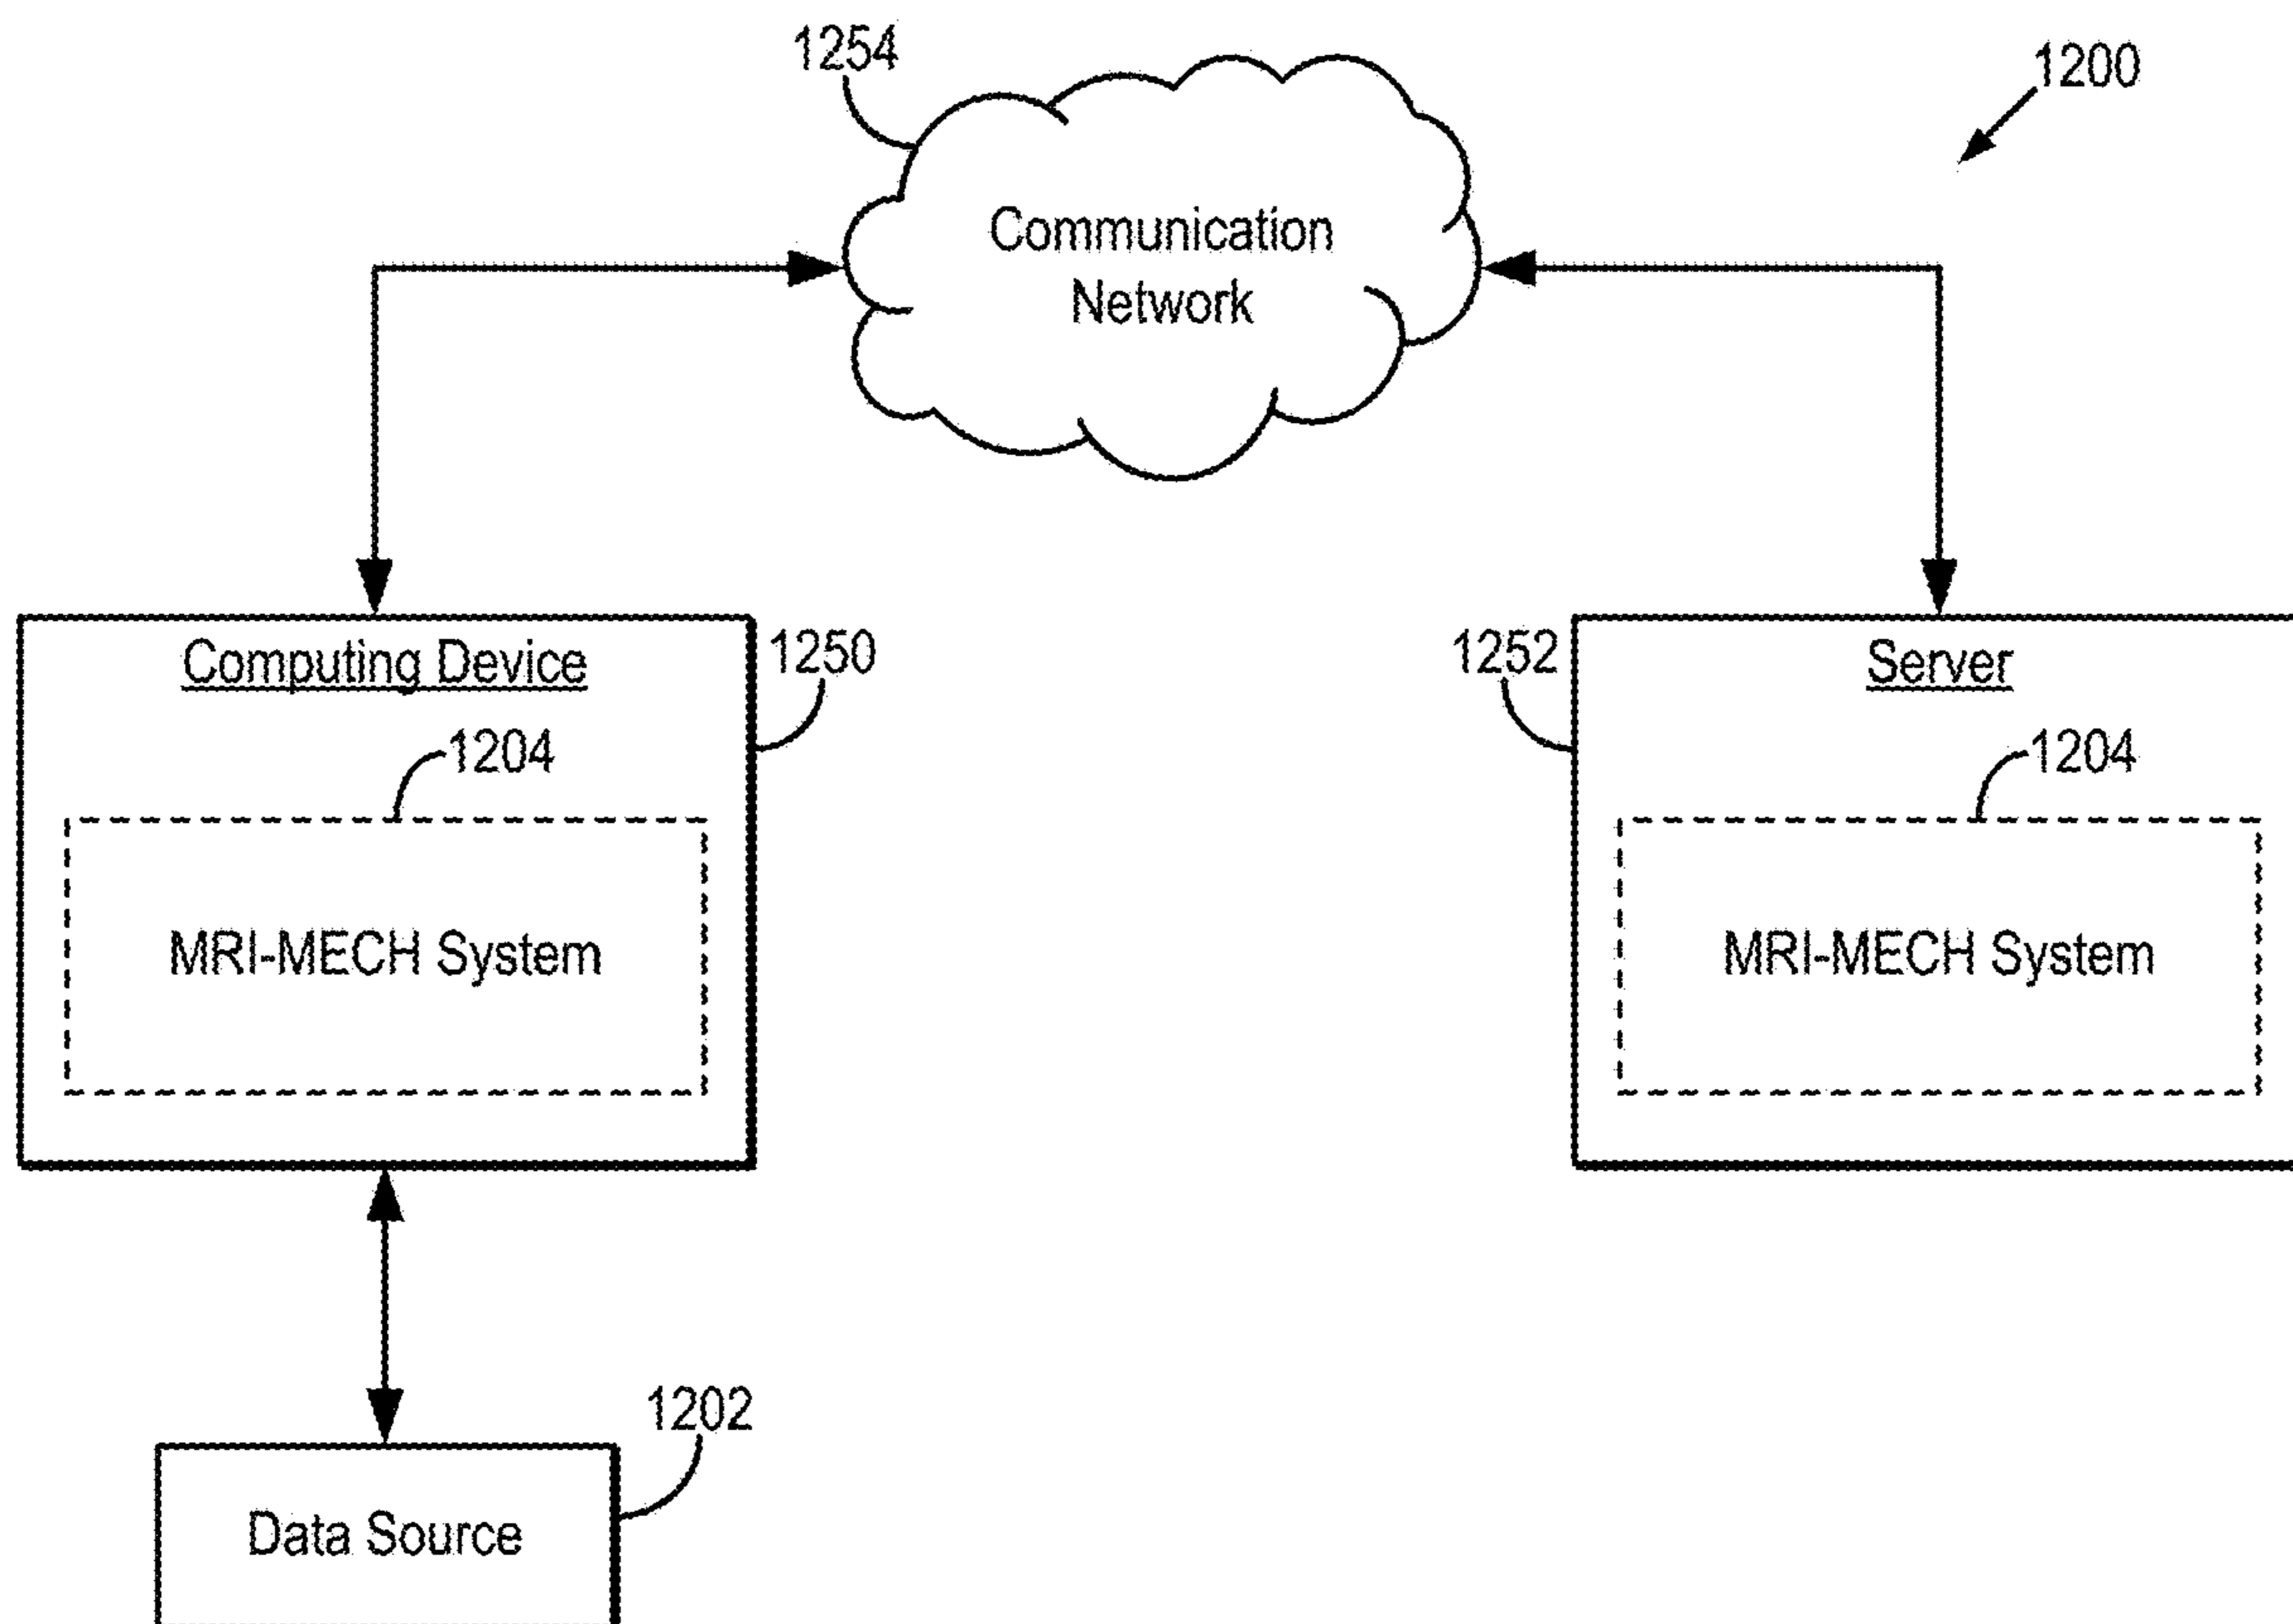 1254
1200
Communication
Network
Computing Device
1250
1252
Server
1204
1204
MRI-MECH System
MRI-MECH System
1202
Data Source